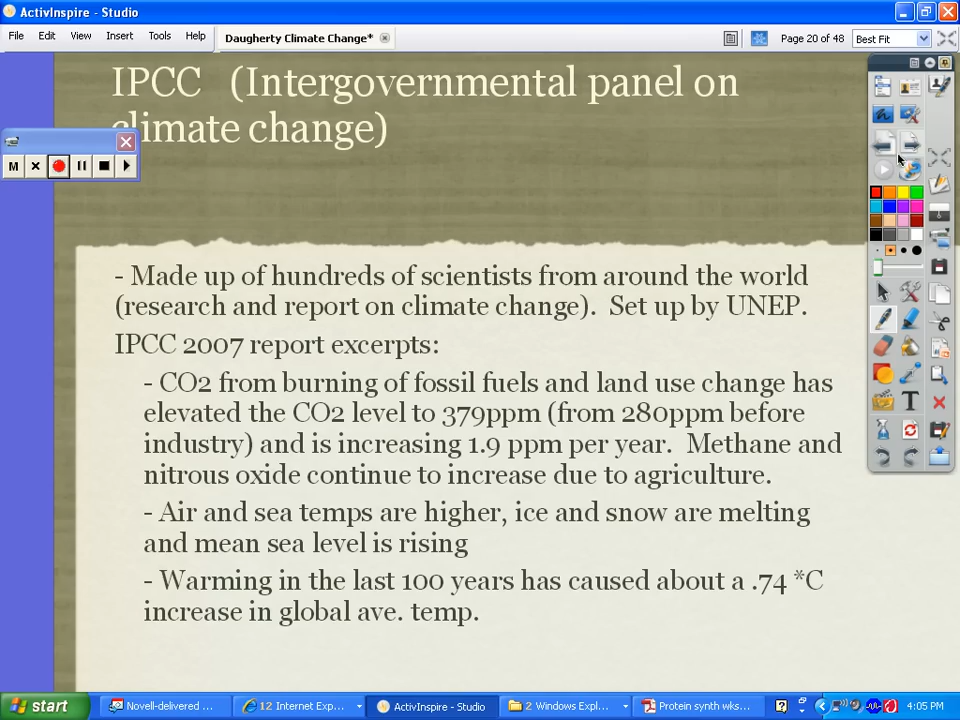 ActivInspire - Studio
File Edit View Insert Tools Help Daugherty Climate Change* Page 20 of 48 Best Fit
IPCC (Intergovernmental panel on
climate change)
M
- Made up of hundreds of scientists from around the world
(research and report on climate change). Set up by UNEP.
IPCC 2007 report excerpts:
- CO2 from burning of fossil fuels and land use change has
elevated the CO2 level to 379ppm (from 280ppm before
industry) and is increasing 1.9 ppm per year. Methane and
nitrous oxide continue to increase due to agriculture.
- Air and sea temps are higher, ice and snow are melting
and mean sea level is rising
- Warming in the last 100 years has caused about a .74 *C
increase in global ave. temp.
start Novell-delivered ... 12 Internet Exp... ActivInspire - Studio 2 Windows Expl... Protein synth wks... 4:05 PM